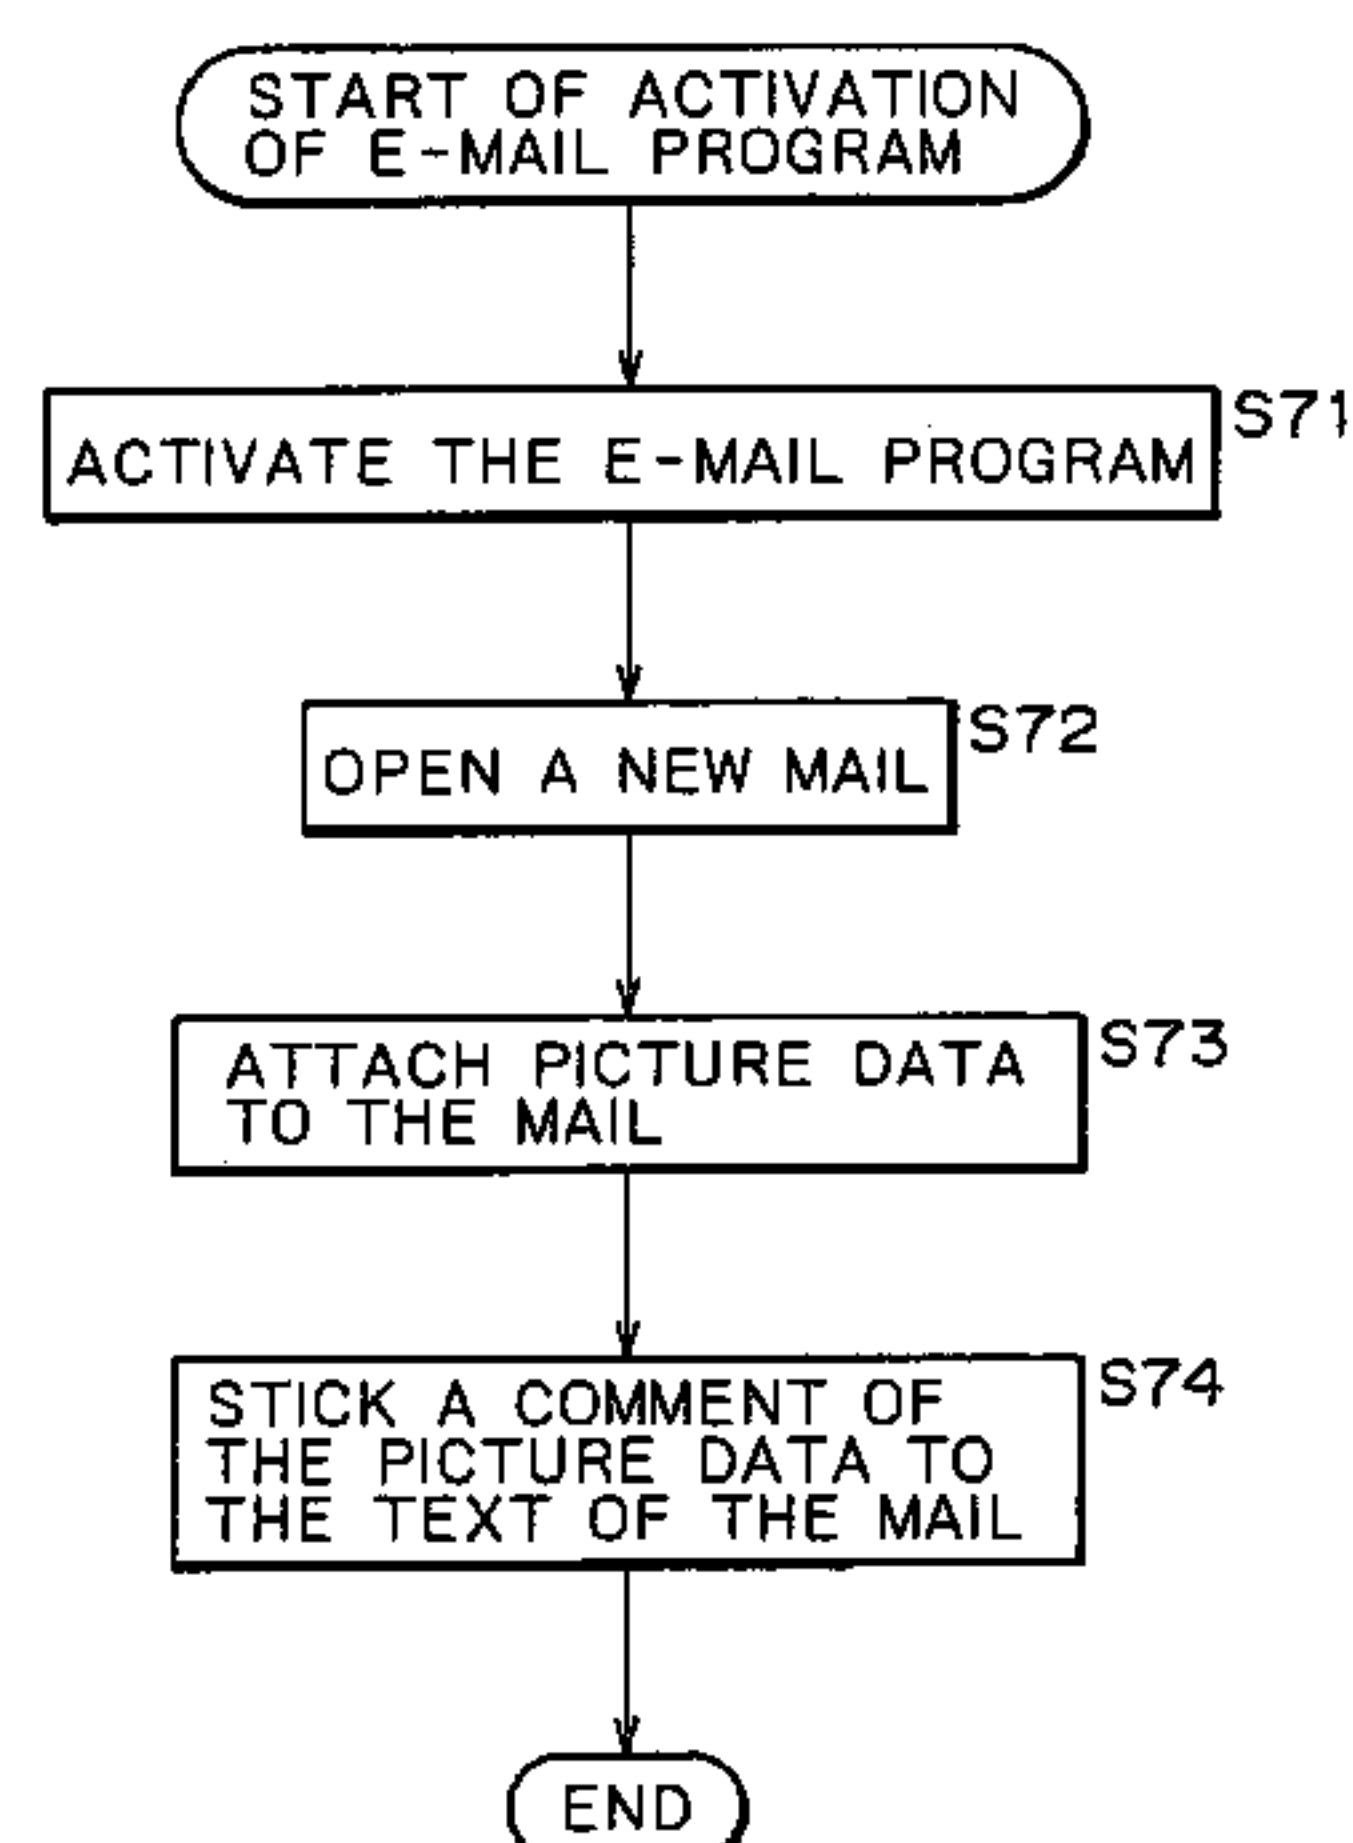 START OF ACTIVATION
OF E-MAIL PROGRAM
S71
ACTIVATE THE E-MAIL PROGRAM
S72
OPEN A NEW MAIL
S73
ATTACH PICTURE DATA
TO THE MAIL
S74
STICK A COMMENT OF
THE PICTURE DATA TO
THE TEXT OF THE MAIL
END